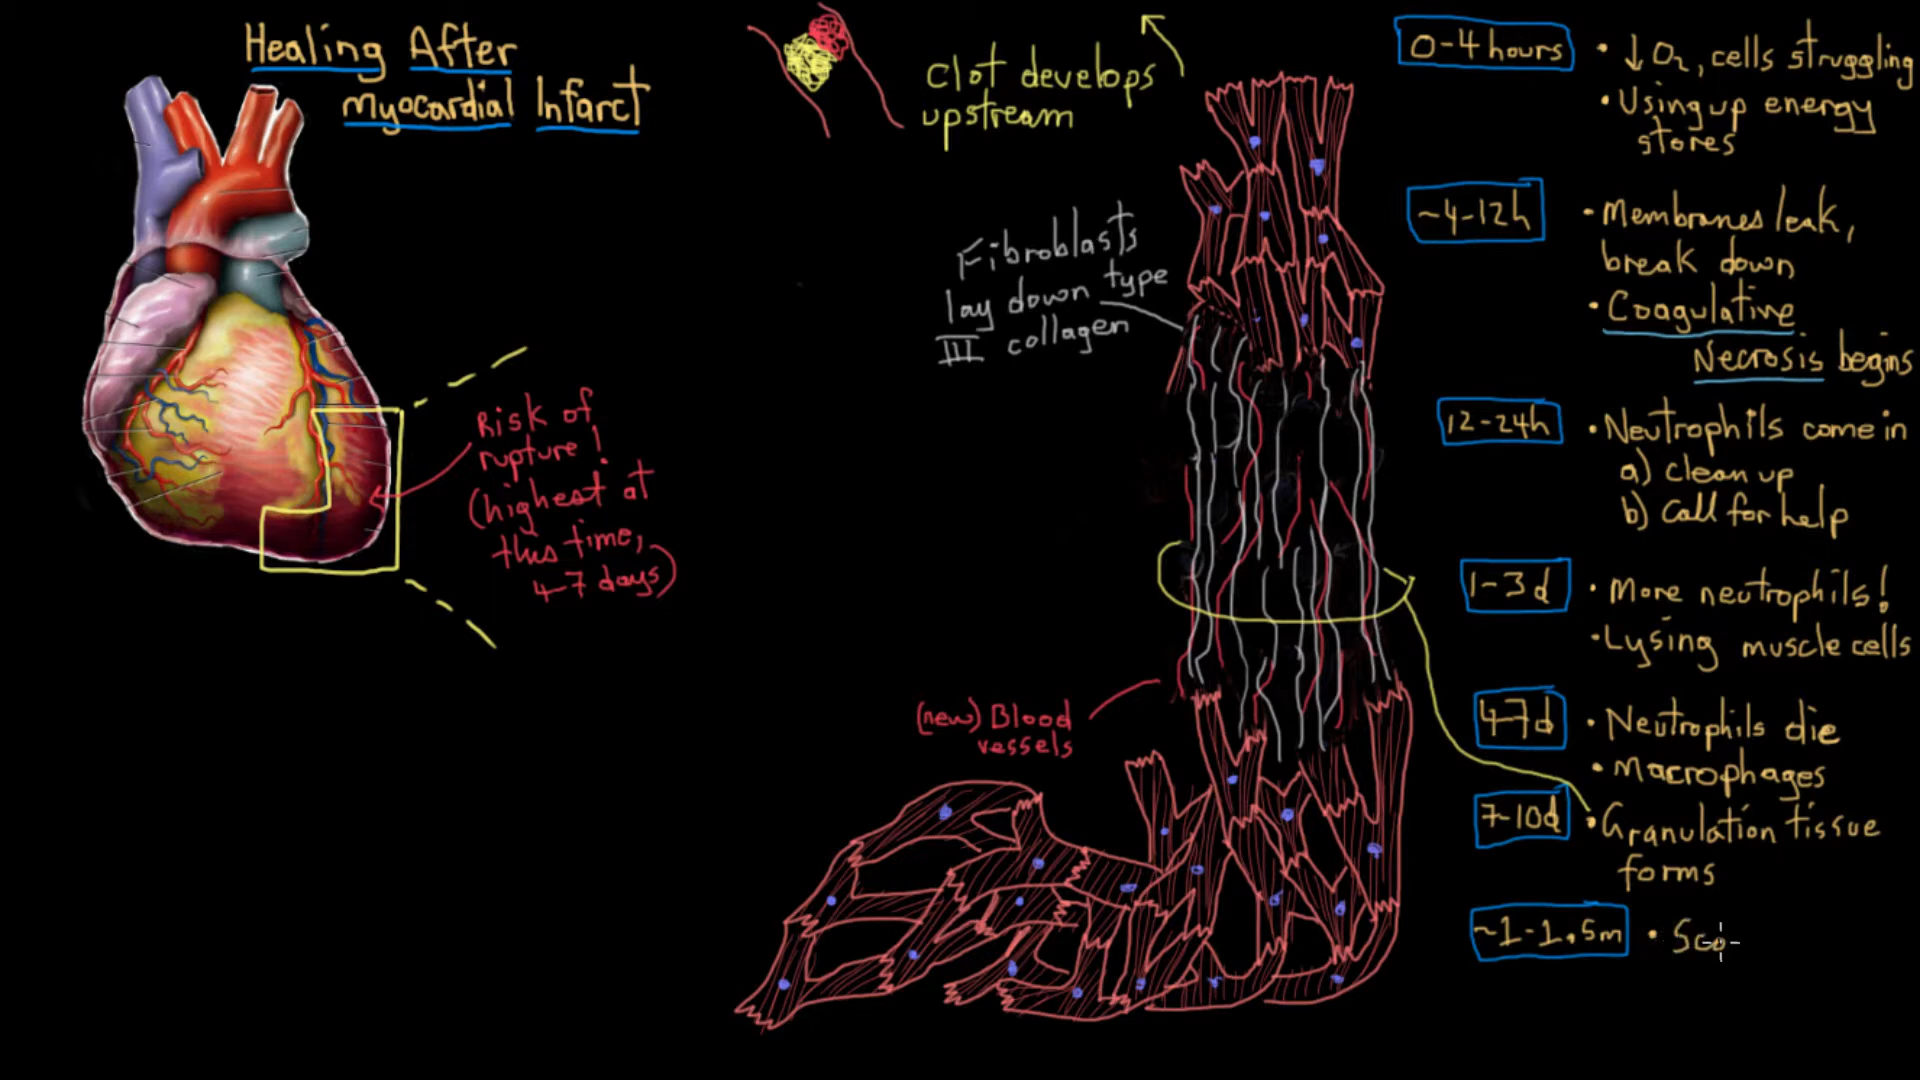 Healing After
Myocardial Infarct
Clot develops
upstream
Fibroblasts
lay down type
III collagen
Risk of
rupture!
(highest at
this time,
4-7 days)
(new) Blood
vessels
0-4 hours
• ↓ O₂, cells struggling
• Using up energy
stores
~4-12h
• Membranes leak,
break down
• Coagulative
Necrosis begins
12-24h
• Neutrophils come in
a) clean up
b) Call for help
1-3d
• More neutrophils!
• Lysing muscle cells
4-7d
• Neutrophils die
• Macrophages
7-10d
• Granulation tissue
forms
~1-1.5m
• Sca